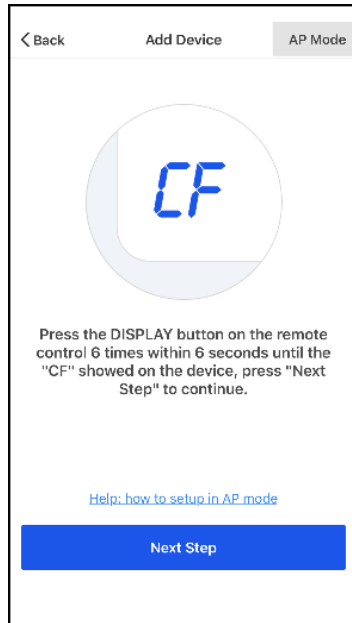 Back
Add Device
AP Mode
CF
Press the DISPLAY button on the remote
control 6 times within 6 seconds until the
"CF" showed on the device, press "Next
Step" to continue.
Help: how to setup in AP mode
Next Step